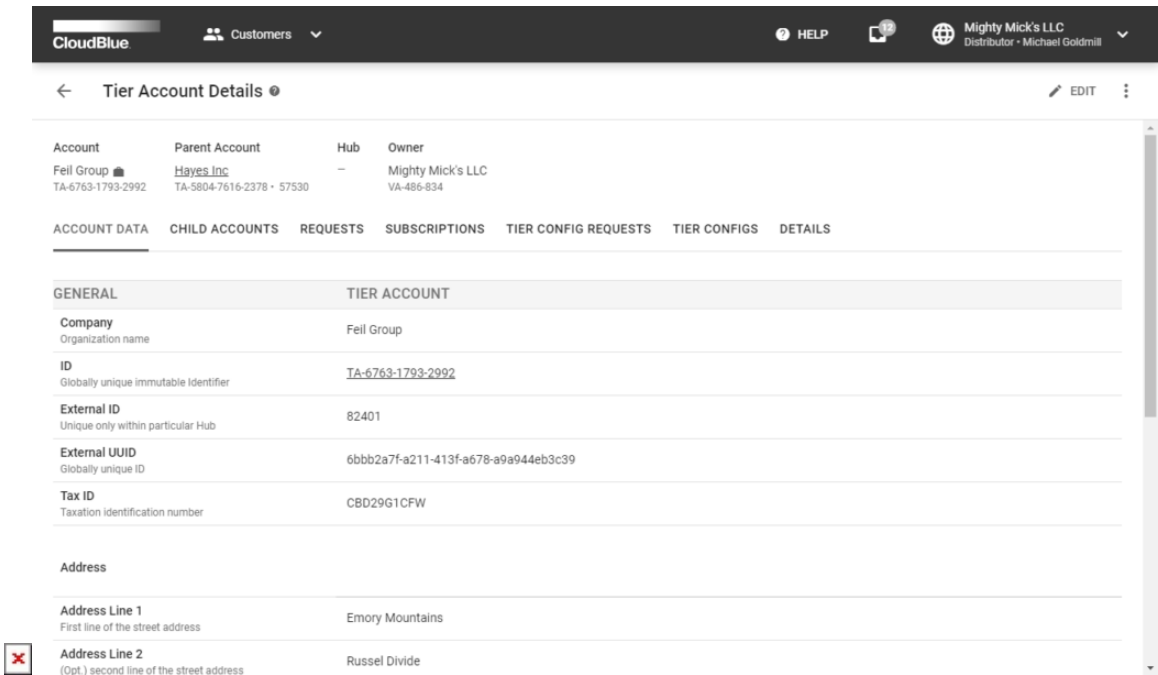 CloudBlue.
Customers
HELP
12
Mighty Mick's LLC
Distributor • Michael Goldmill
Tier Account Details
EDIT
Account Parent Account Hub Owner
Feil Group Hayes Inc – Mighty Mick's LLC
TA-6763-1793-2992 TA-5804-7616-2378 • 57530 VA-486-834
ACCOUNT DATA CHILD ACCOUNTS REQUESTS SUBSCRIPTIONS TIER CONFIG REQUESTS TIER CONFIGS DETAILS
GENERAL TIER ACCOUNT
Company
Organization name
Feil Group
ID
Globally unique immutable Identifier
TA-6763-1793-2992
External ID
Unique only within particular Hub
82401
External UUID
Globally unique ID
6bbb2a7f-a211-413f-a678-a9a944eb3c39
Tax ID
Taxation identification number
CBD29G1CFW
Address
Address Line 1
First line of the street address
Emory Mountains
Address Line 2
(Opt.) second line of the street address
Russel Divide